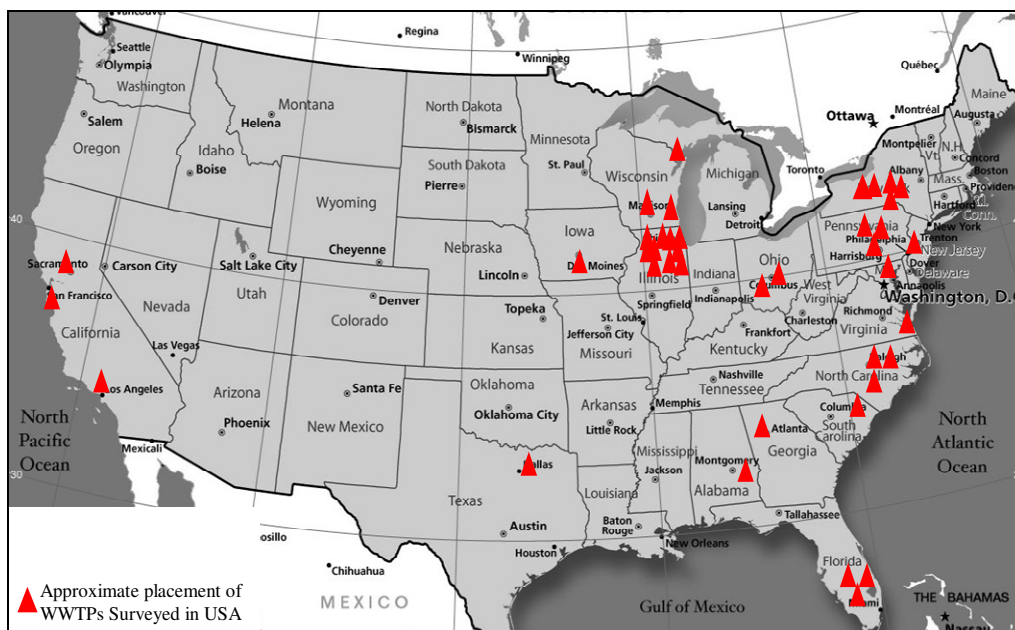 Vancouver
Regina
Winnipeg
Seattle
Olympia
Washington
Québec
Montana
North Dakota
Maine
Salem
Helena
Bismarck
Minnesota
Ottawa
Montréal
Augusta
Oregon
Idaho
Montpelier
N.H.
Vt.
Concord
Boise
South Dakota
St. Paul
Wisconsin
Michigan
Toronto
Albany
Mass.
Boston
Providence
Pierre
Wyoming
Madison
Lansing
Detroit
Hartford
Conn.
40
Iowa
Pennsylvania
New York
Nebraska
Philadelphia
Trenton
New Jersey
Sacramento
Carson City
Salt Lake City
Cheyenne
Lincoln
Des Moines
Illinois
Indiana
Ohio
Columbus
Harrisburg
Dover
Delaware
Annapolis
San Francisco
Nevada
Utah
Denver
Springfield
Indianapolis
West
Virginia
Washington, D.C
California
Colorado
Topeka
St. Louis
Jefferson City
Frankfort
Charleston
Richmond
Virginia
Las Vegas
Kansas
Missouri
Kentucky
Raleigh
Los Angeles
Arizona
Santa Fe
Oklahoma
Nashville
Tennessee
North Carolina
North
Pacific
Ocean
Phoenix
New Mexico
Oklahoma City
Arkansas
Little Rock
Memphis
Columbia
South
Carolina
North
Atlantic
Ocean
Mexicali
Atlanta
Georgia
Mississippi
Jackson
Montgomery
Alabama
30
Dallas
Texas
Louisiana
Austin
Baton
Rouge
Tallahassee
osillo
Houston
New Orleans
Chihuahua
Florida
MEXICO
Gulf of Mexico
Miami
THE BAHAMAS
Nassau
Approximate placement of
WWTPs Surveyed in USA